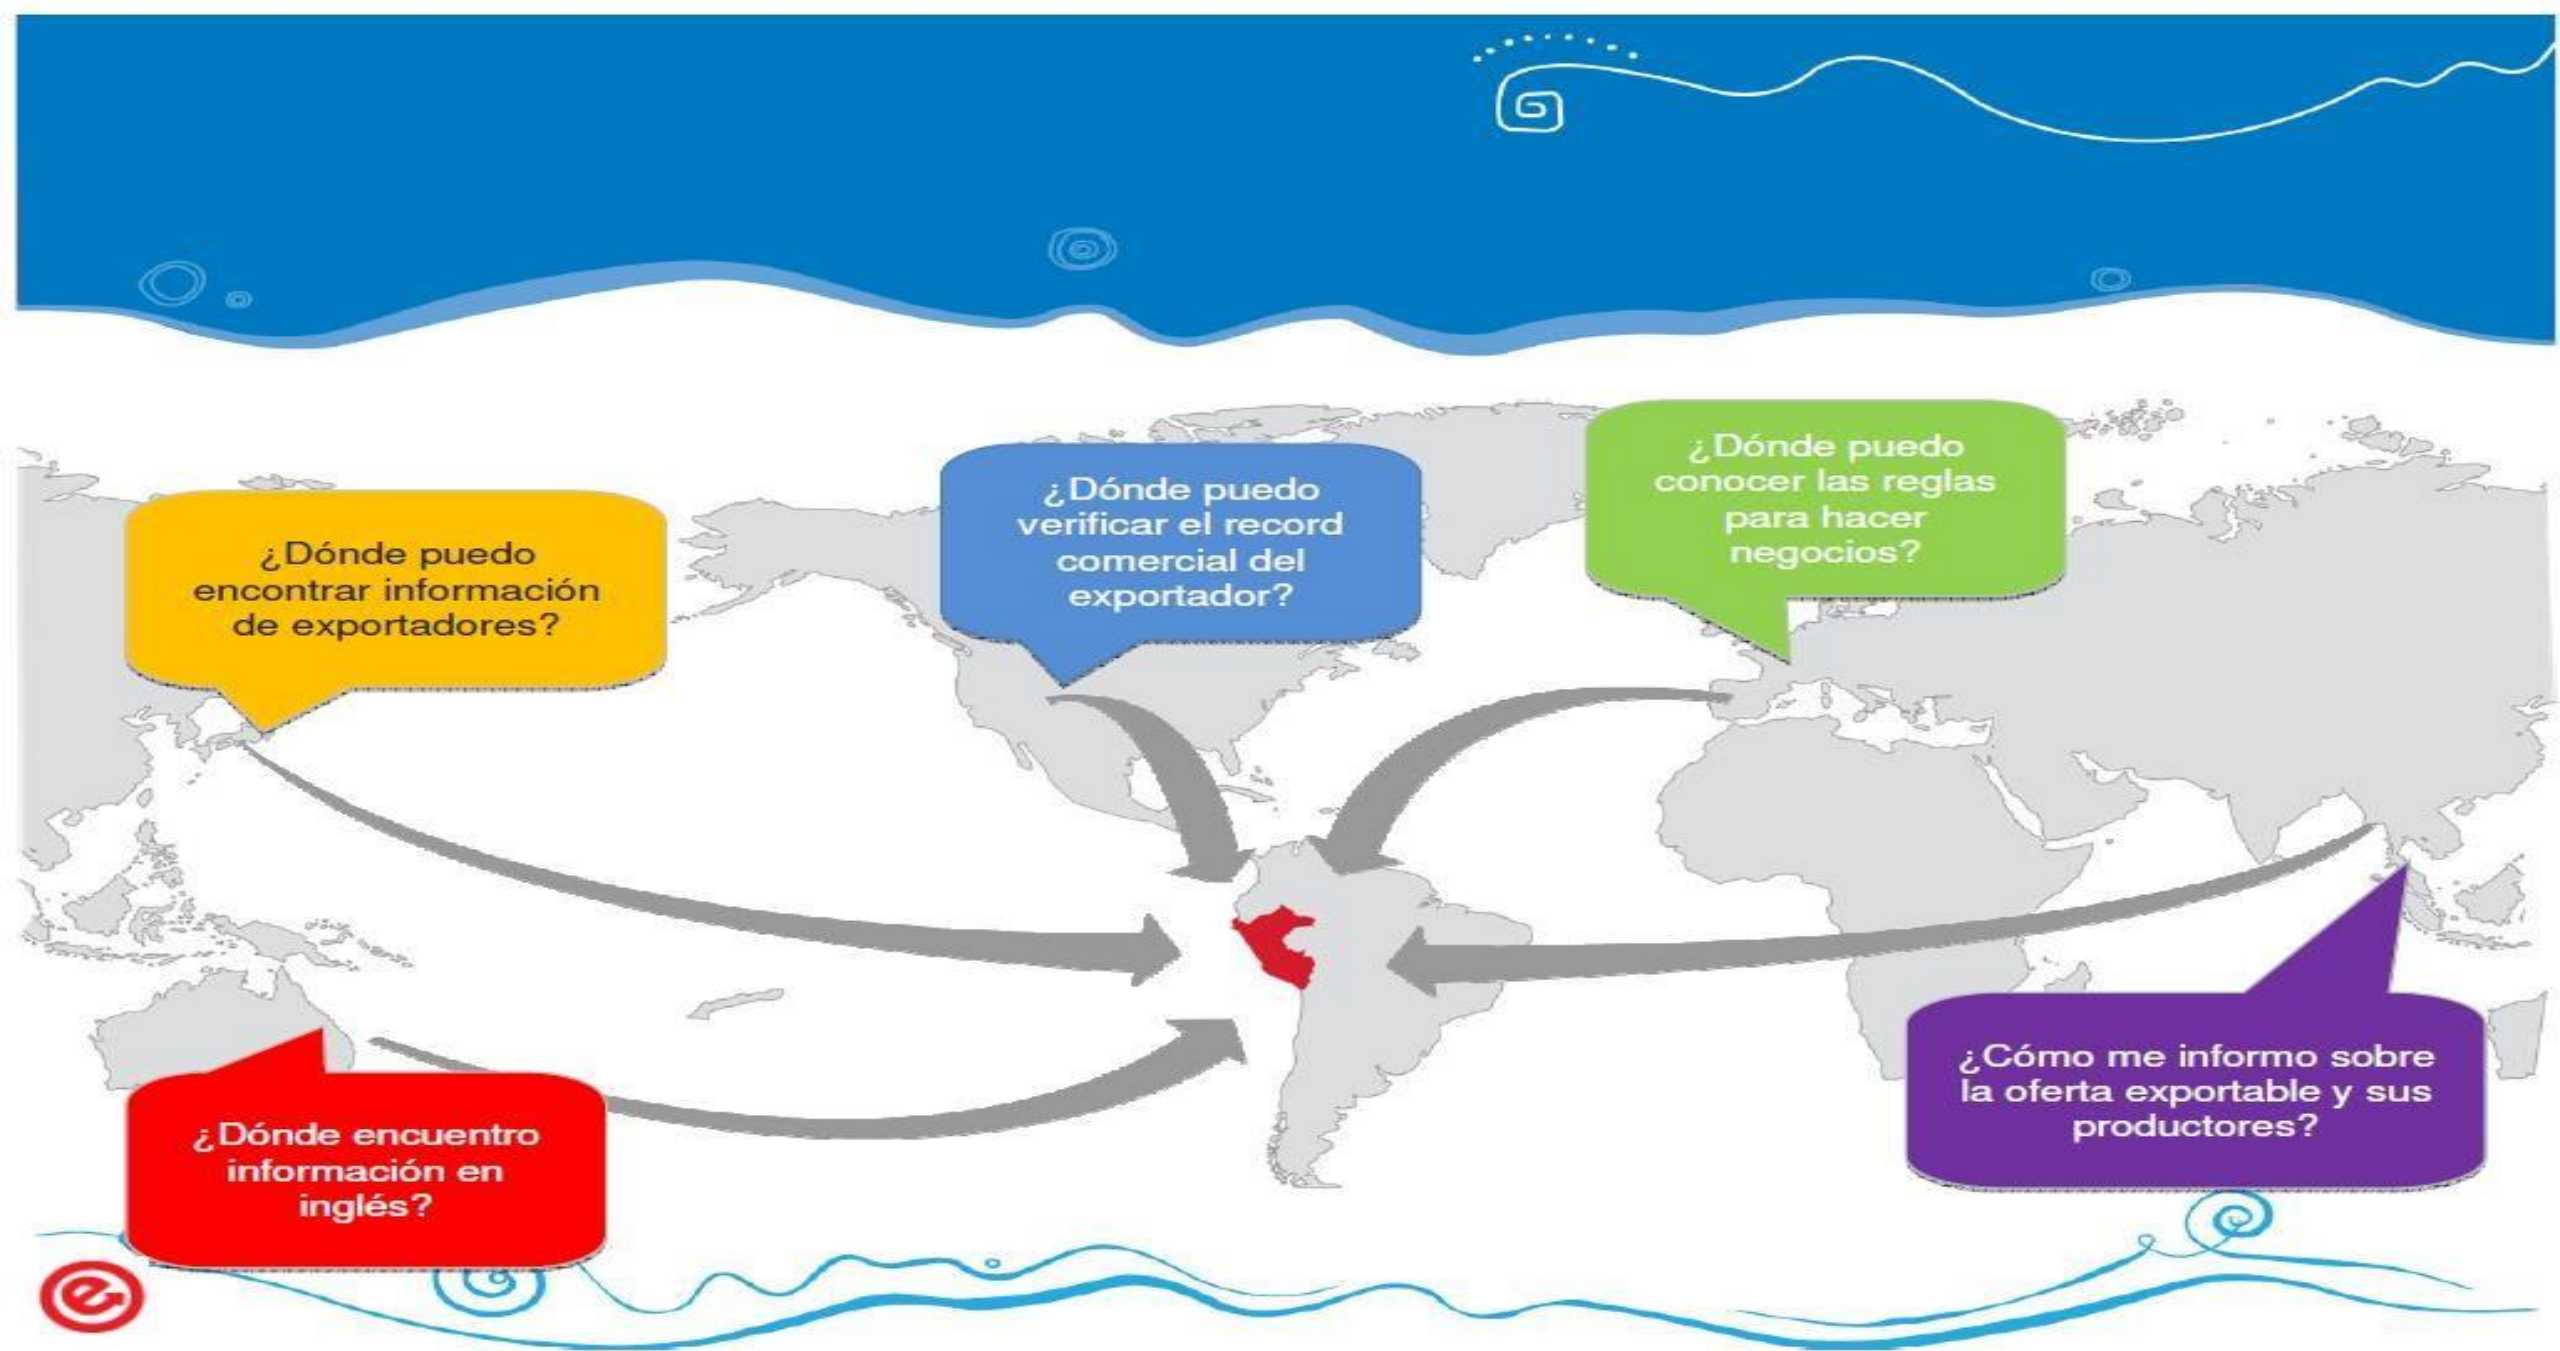 ¿Dónde puedo
encontrar información
de exportadores?
¿Dónde puedo
verificar el record
comercial del
exportador?
¿Dónde puedo
conocer las reglas
para hacer
negocios?
¿Dónde encuentro
información en
inglés?
¿Cómo me informo sobre
la oferta exportable y sus
productores?